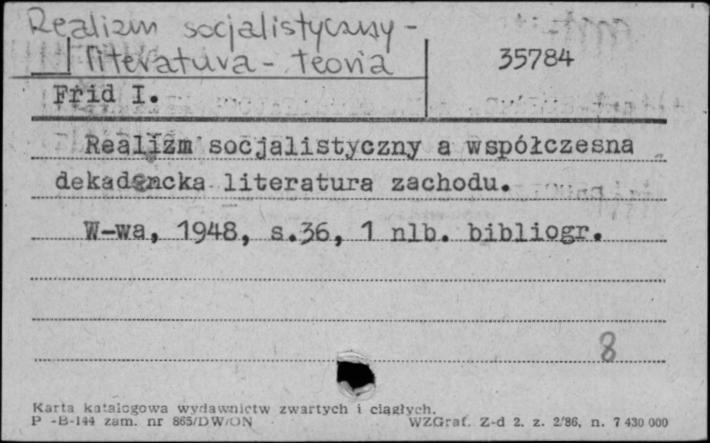 Realizm socjalistyczny -
literatura - teoria
35784
Frid I.
Realizm socjalistyczny a współczesna
dekadencka literatura zachodu.
W-wa, 1948, s.36, 1 nlb. bibliogr.
8
Karta katalogowa wydawnictw zwartych i ciągłych.
P -B-144 zam. nr 865/DW/ON WZGraf. Z-d 2. z. 2/86, n. 7 430 000